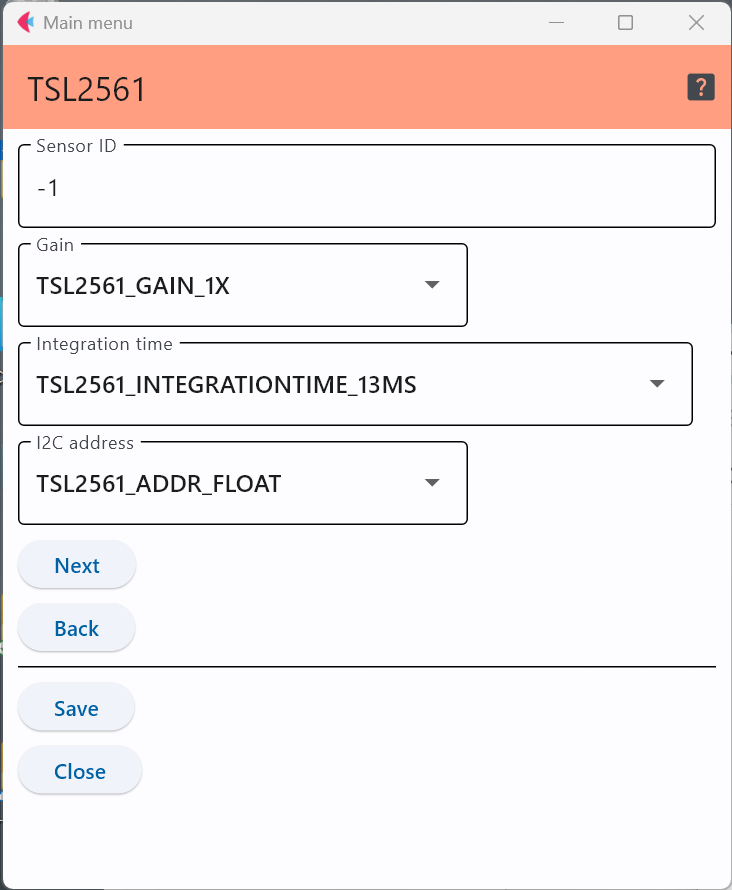 Main menu
TSL2561
?
Sensor ID
-1
Gain
TSL2561_GAIN_1X
Integration time
TSL2561_INTEGRATIONTIME_13MS
I2C address
TSL2561_ADDR_FLOAT
Next
Back
Save
Close